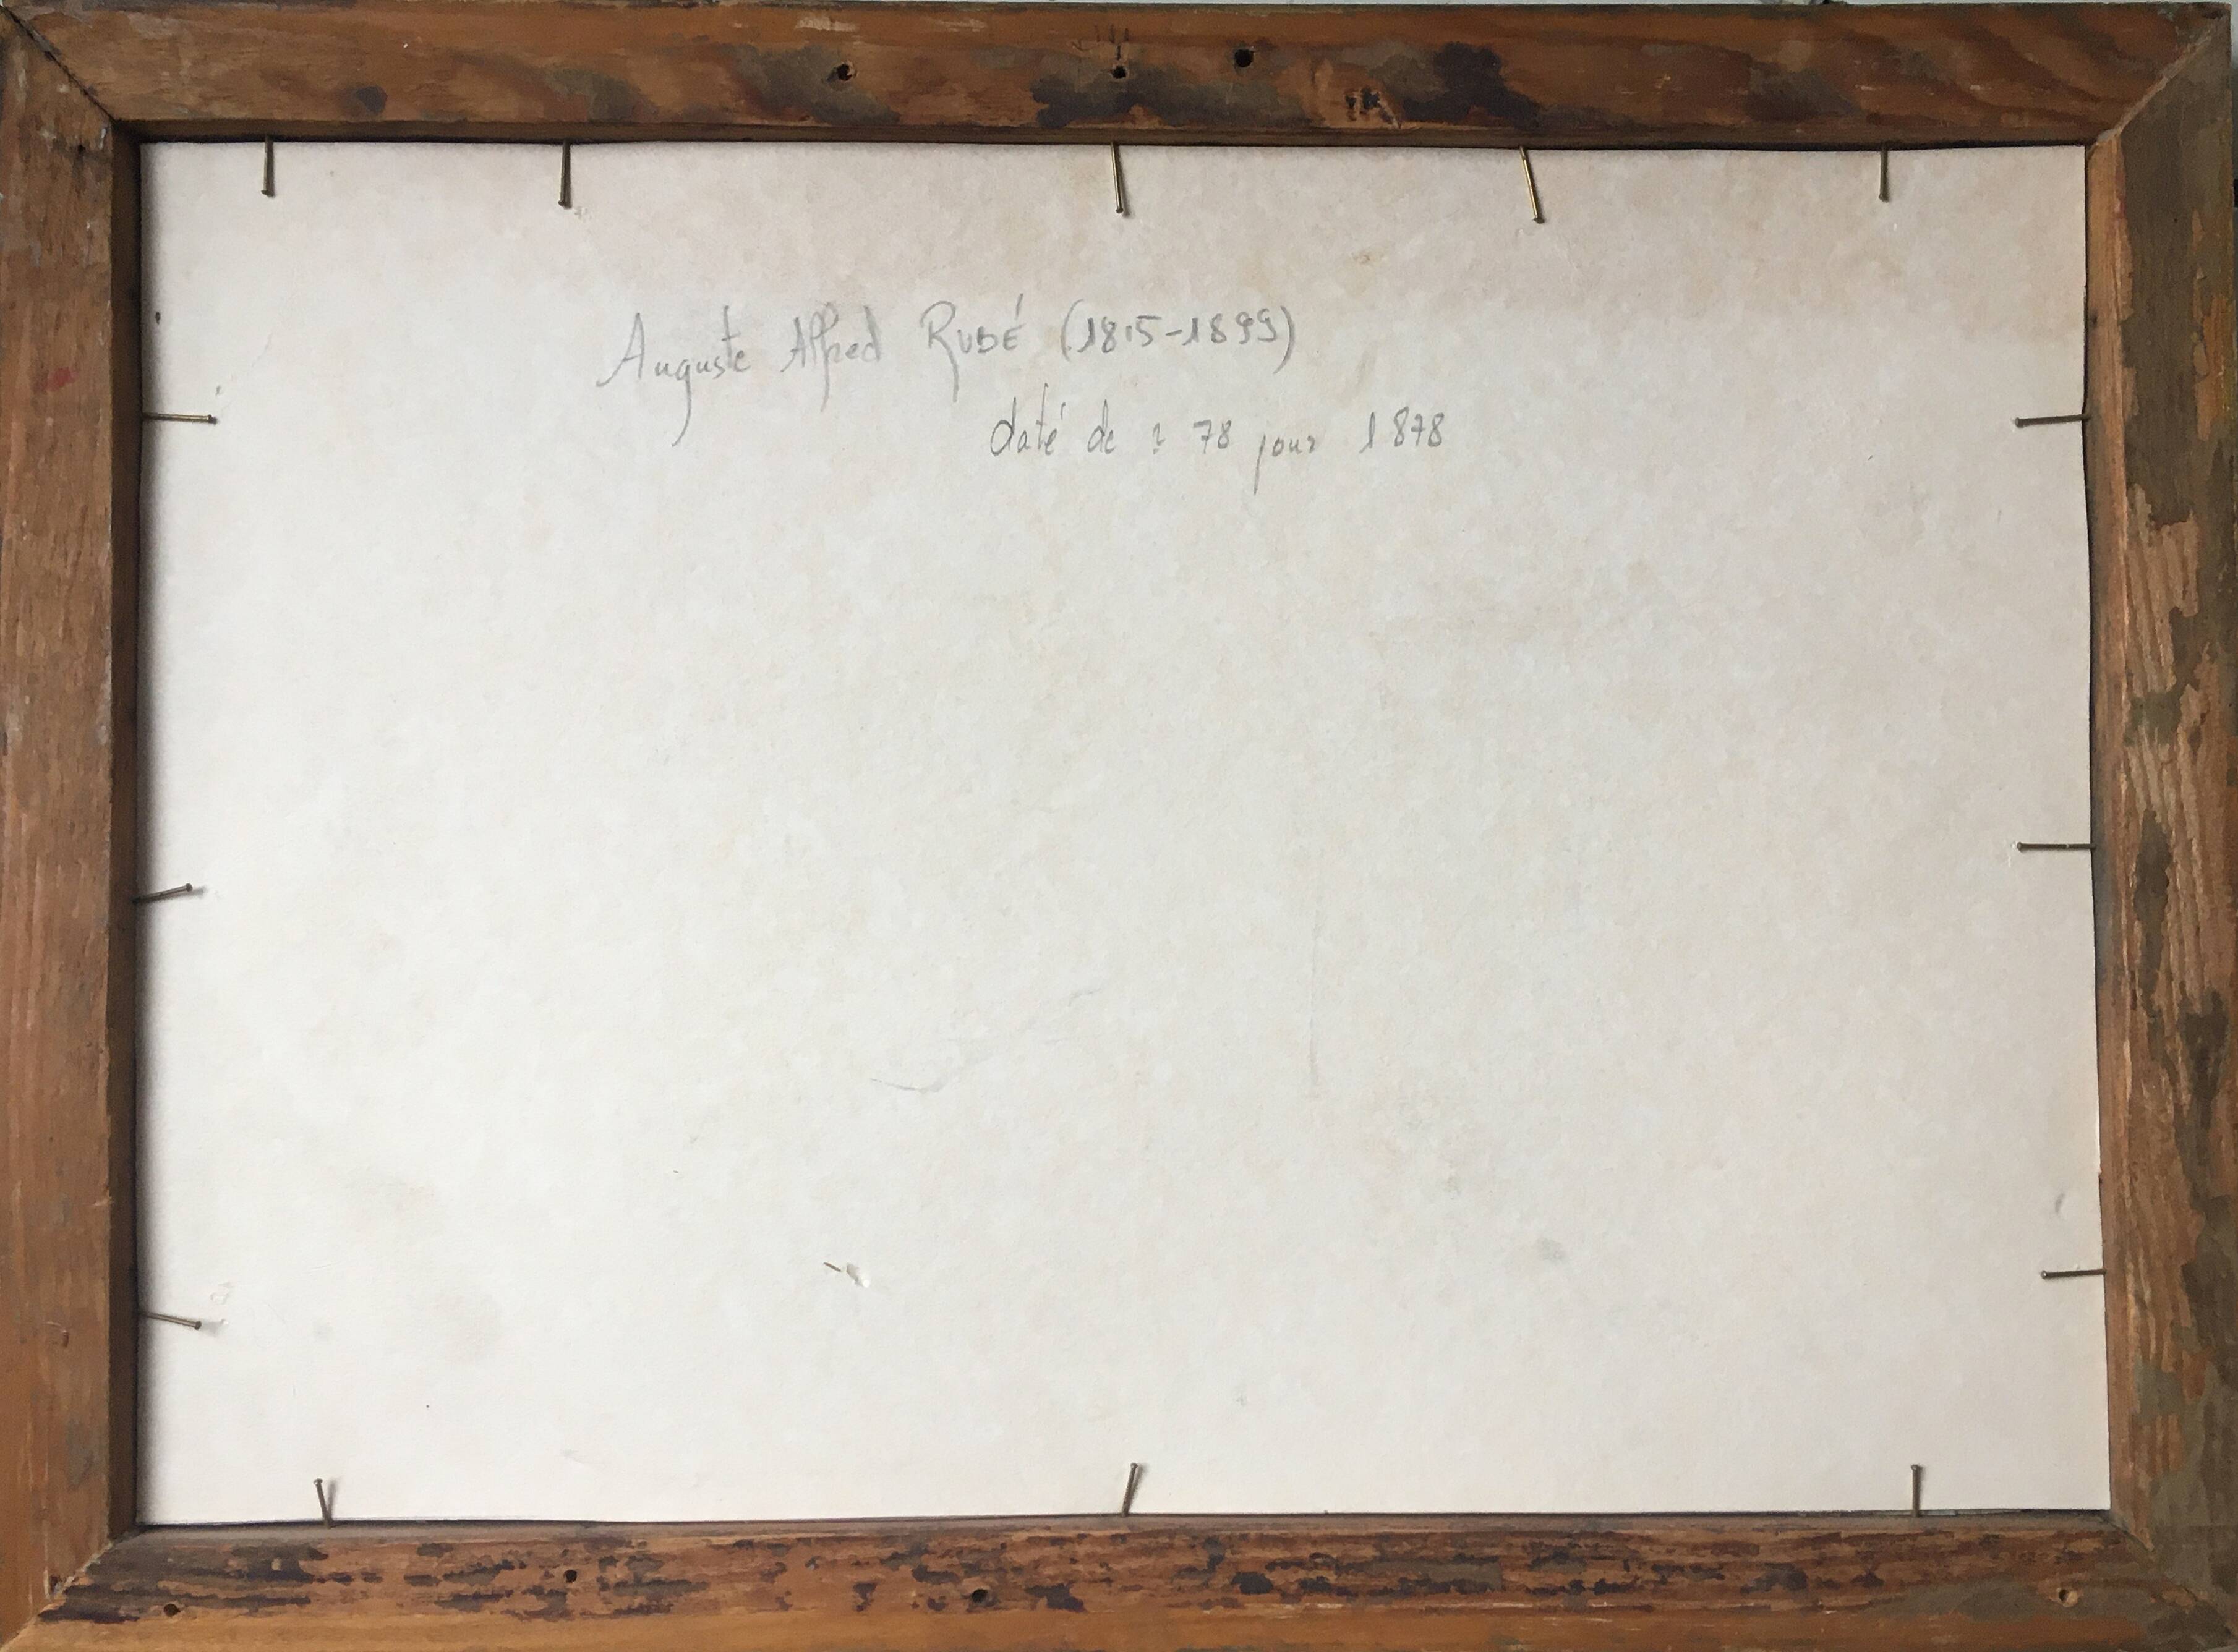 Auguste Alfred RUBÉ (1815-1899)
daté de : 78 pour 1878